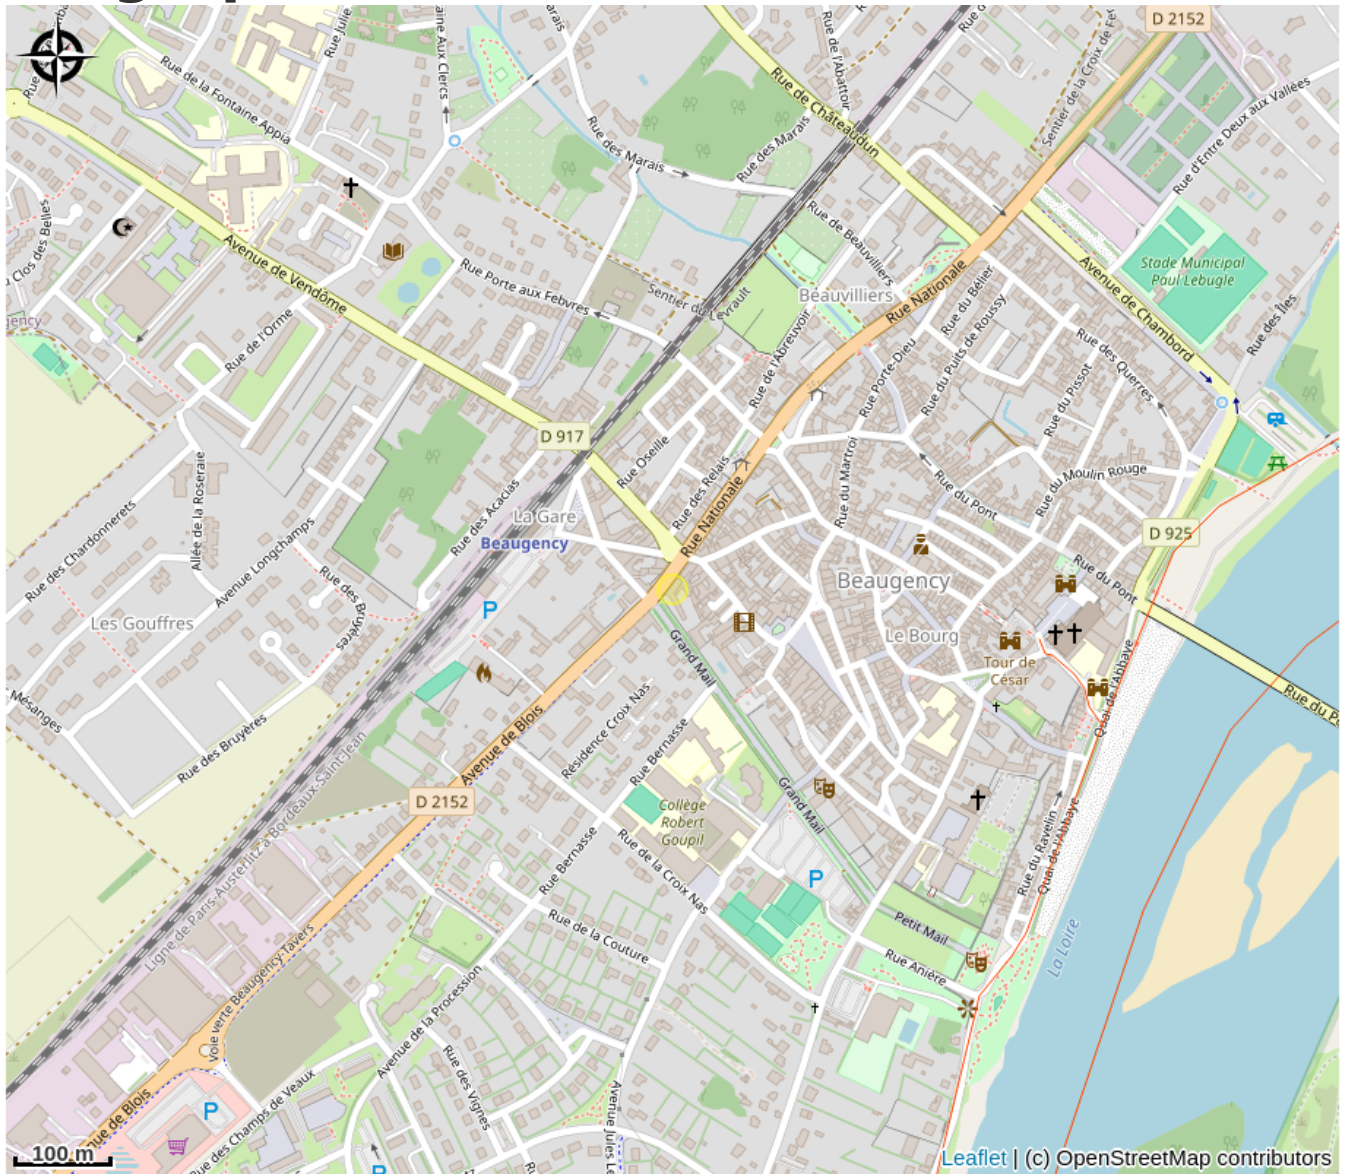 D 2152
Rue de la Fontaine Appia
Rue Julie
aine Aux Clercs
arais
Rue de l'Abattoir
Rue de Châteaudun
Sentier de la Croix de Fer
Rue d'Entre Deux aux Vallées
Rue des Marais
Rue des Marais
Rue de Beauvilliers
Clos des Belles
Avenue de Vendôme
Rue Porte aux Febvres
Sentier du Levrault
Beauvilliers
Rue Nationale
Avenue de Chambord
Stade Municipal
Paul Lebugle
Rue des Îles
gency
Rue de l'Orme
Rue de l'Abreuvoir
Rue Porte-Dieu
Rue du Bélier
Rue du Puits de Roussy
Rue des Querres
Rue du Pissot
D 917
Rue Oseille
Rue des Relais
Rue Nationale
Rue du Martroi
Rue du Pont
Rue du Moulin Rouge
Allée de la Roseraie
Rue des Chardonnerets
Avenue Longchamps
Rue des Acacias
La Gare
Beaugency
D 925
Rue du Pont
Beaugency
Rue des Bruyères
Les Gouffres
P
Le Bourg
Tour de
César
Grand Mail
Quai de l'Abbaye
Rue du P
Mésanges
Rue des Bruyères
Résidence Croix Nas
Rue Bernasse
Avenue de Blois
D 2152
Collège
Robert
Goupil
Grand Mail
Ligne de Paris-Austerlitz à Bordeaux-Saint-Jean
Rue Bernasse
Rue de la Croix Nas
P
Rue du Ravelin
Quai de l'Abbaye
Petit Mail
Rue de la Couture
Rue Anière
La Loire
Voie verte Beaugency-Tavers
Avenue de la Procession
Rue des Vignes
Avenue Jules Le
nue de Blois
P
Rue des Champs de Veaux
P
100 m
Leaflet | (c) OpenStreetMap contributors